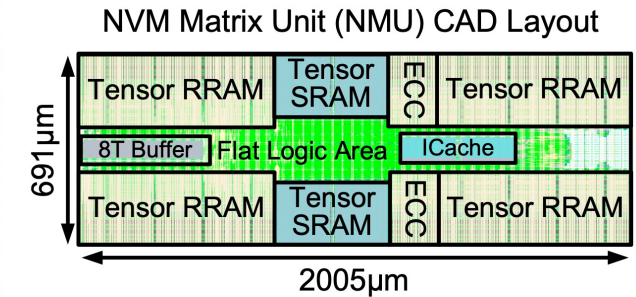 NVM Matrix Unit (NMU) CAD Layout
Tensor RRAM
Tensor
SRAM
ECC
Tensor RRAM
8T Buffer
Flat Logic Area
ICache
691μm
Tensor RRAM
Tensor
SRAM
ECC
Tensor RRAM
2005μm